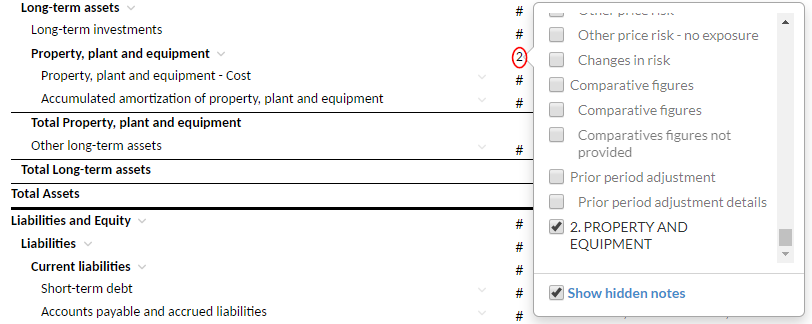 Long-term assets #
Long-term investments #
Property, plant and equipment 2
Property, plant and equipment - Cost #
Accumulated amortization of property, plant and equipment #
Total Property, plant and equipment
Other long-term assets #
Total Long-term assets
Total Assets
Liabilities and Equity #
Liabilities #
Current liabilities #
Short-term debt #
Accounts payable and accrued liabilities #
Other price risk
Other price risk - no exposure
Changes in risk
Comparative figures
Comparative figures
Comparatives figures not
provided
Prior period adjustment
Prior period adjustment details
2. PROPERTY AND
EQUIPMENT
Show hidden notes